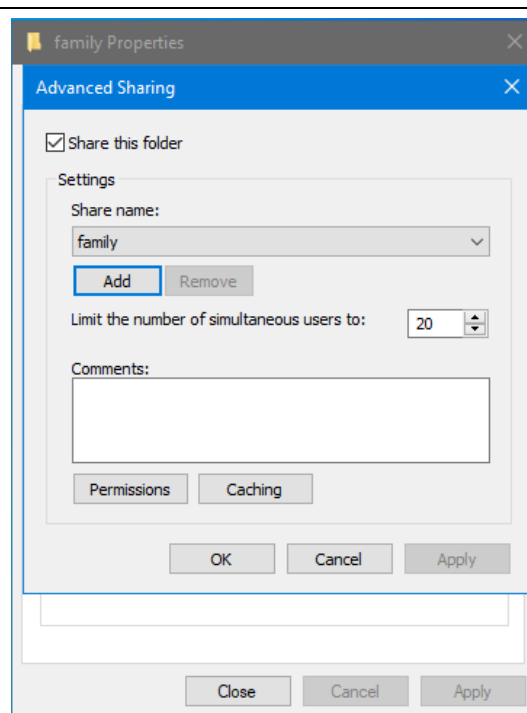 family Properties
Advanced Sharing
Share this folder
Settings
Share name:
family
Add Remove
Limit the number of simultaneous users to: 20
Comments:
Permissions Caching
OK Cancel Apply
Close Cancel Apply